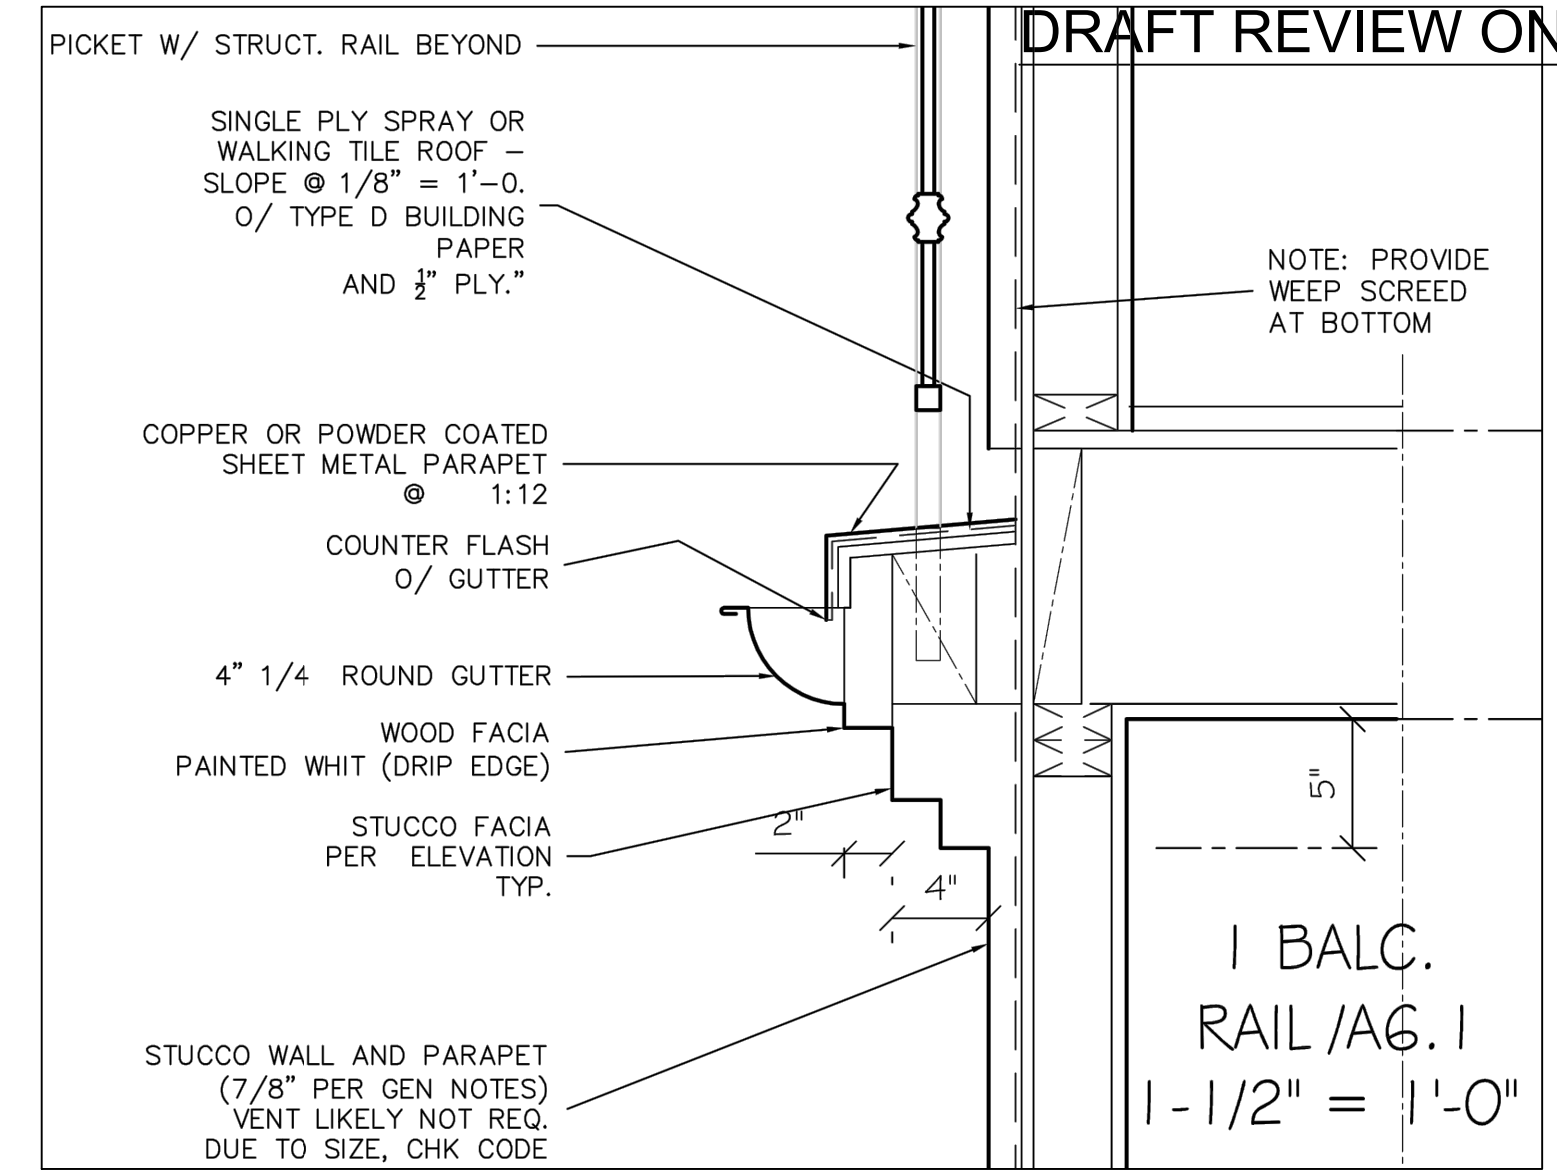 DRAFT REVIEW ON
PICKET W/ STRUCT. RAIL BEYOND
SINGLE PLY SPRAY OR
WALKING TILE ROOF –
SLOPE @ 1/8" = 1'–0.
O/ TYPE D BUILDING
PAPER
AND ½" PLY."
NOTE: PROVIDE
WEEP SCREED
AT BOTTOM
COPPER OR POWDER COATED
SHEET METAL PARAPET
@ 1:12
COUNTER FLASH
O/ GUTTER
4" 1/4 ROUND GUTTER
WOOD FACIA
PAINTED WHIT (DRIP EDGE)
STUCCO FACIA
PER ELEVATION
TYP.
2"
4"
5"
STUCCO WALL AND PARAPET
(7/8" PER GEN NOTES)
VENT LIKELY NOT REQ.
DUE TO SIZE, CHK CODE
1 BALC.
RAIL /A6.1
1-1/2" = 1'-0"